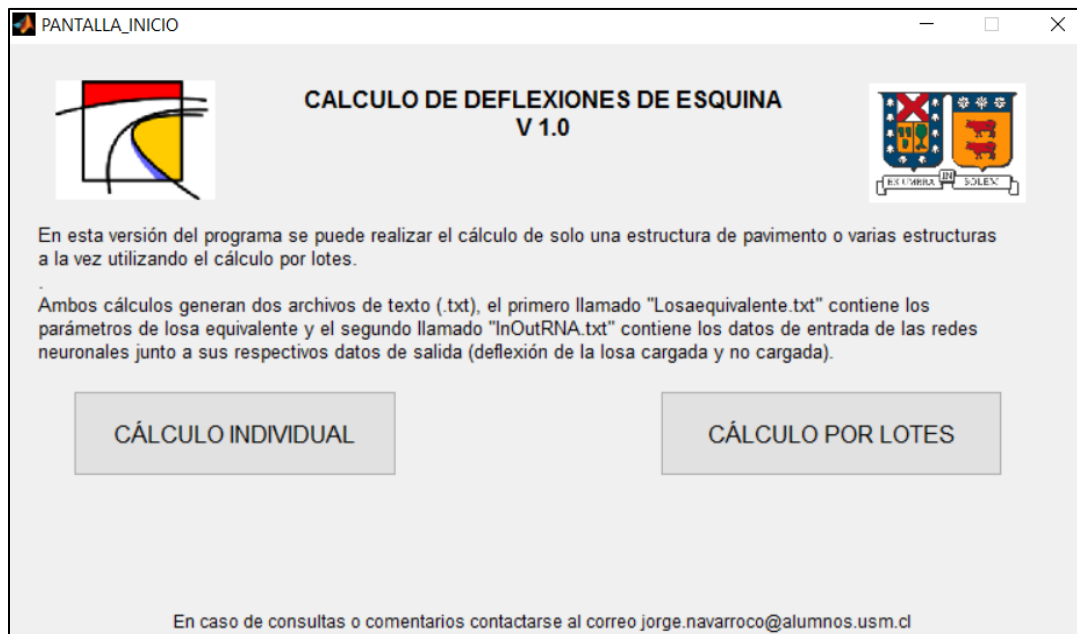 PANTALLA_INICIO
CALCULO DE DEFLEXIONES DE ESQUINA
V 1.0
EX UMBRA IN SOLEM
En esta versión del programa se puede realizar el cálculo de solo una estructura de pavimento o varias estructuras
a la vez utilizando el cálculo por lotes.
.
Ambos cálculos generan dos archivos de texto (.txt), el primero llamado "Losaequivalente.txt" contiene los
parámetros de losa equivalente y el segundo llamado "InOutRNA.txt" contiene los datos de entrada de las redes
neuronales junto a sus respectivos datos de salida (deflexión de la losa cargada y no cargada).
CÁLCULO INDIVIDUAL
CÁLCULO POR LOTES
En caso de consultas o comentarios contactarse al correo jorge.navarroco@alumnos.usm.cl